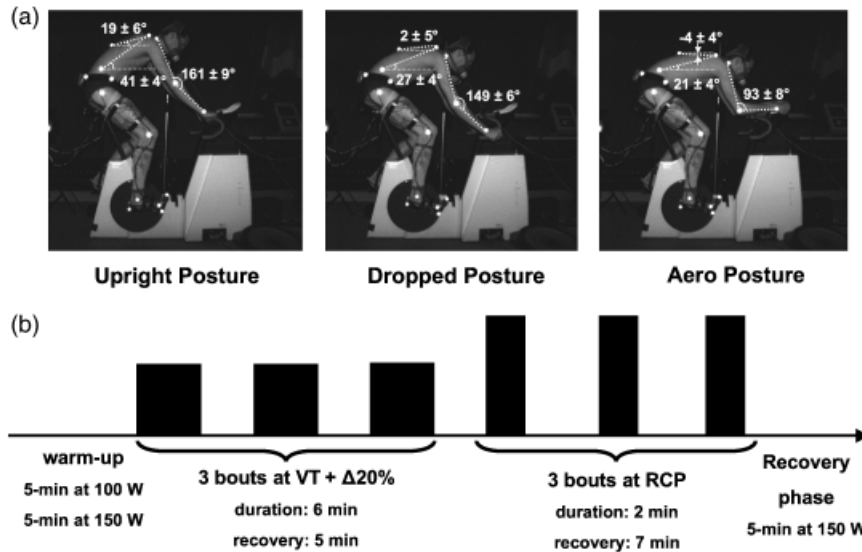 (a)
19 ± 6°
41 ± 4°
161 ± 9°
2 ± 5°
27 ± 4°
149 ± 6°
-4 ± 4°
21 ± 4°
93 ± 8°
Upright Posture
Dropped Posture
Aero Posture
(b)
warm-up
5-min at 100 W
5-min at 150 W
3 bouts at VT + Δ20%
duration: 6 min
recovery: 5 min
3 bouts at RCP
duration: 2 min
recovery: 7 min
Recovery
phase
5-min at 150 W